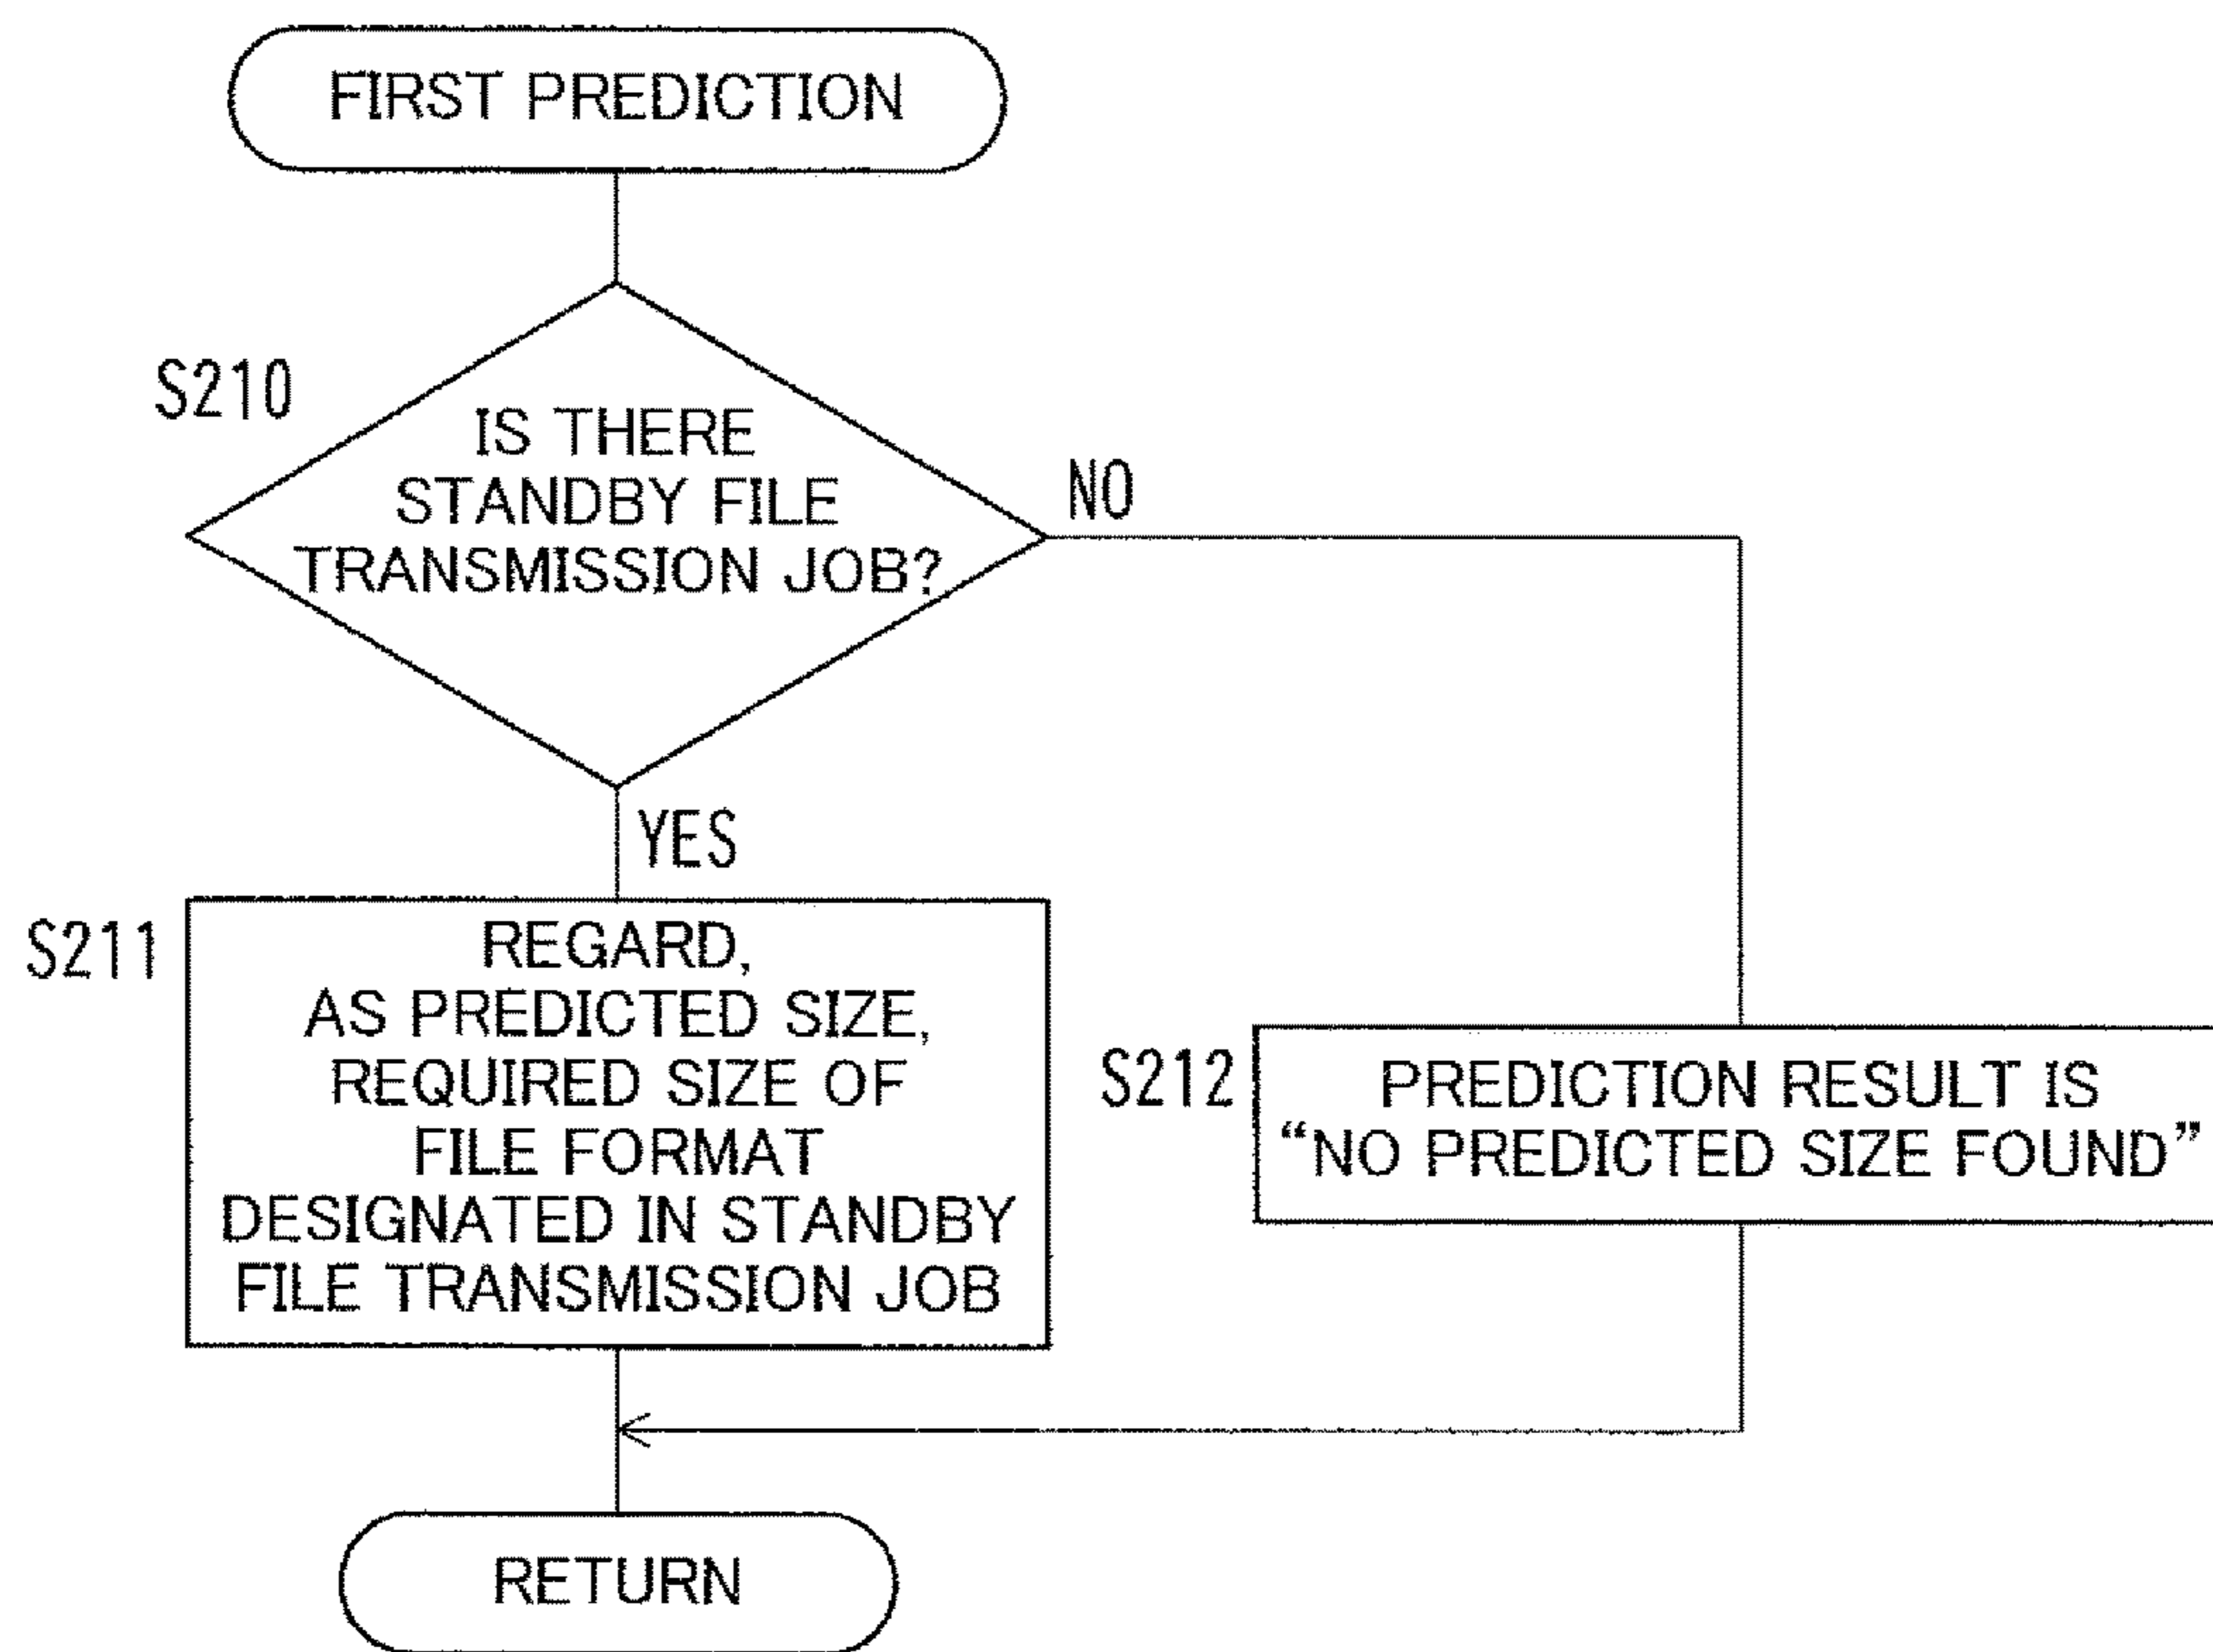 FIRST PREDICTION
S210
IS THERE
STANDBY FILE
TRANSMISSION JOB?
NO
YES
S211
REGARD,
AS PREDICTED SIZE,
REQUIRED SIZE OF
FILE FORMAT
DESIGNATED IN STANDBY
FILE TRANSMISSION JOB
S212
PREDICTION RESULT IS
“NO PREDICTED SIZE FOUND”
RETURN